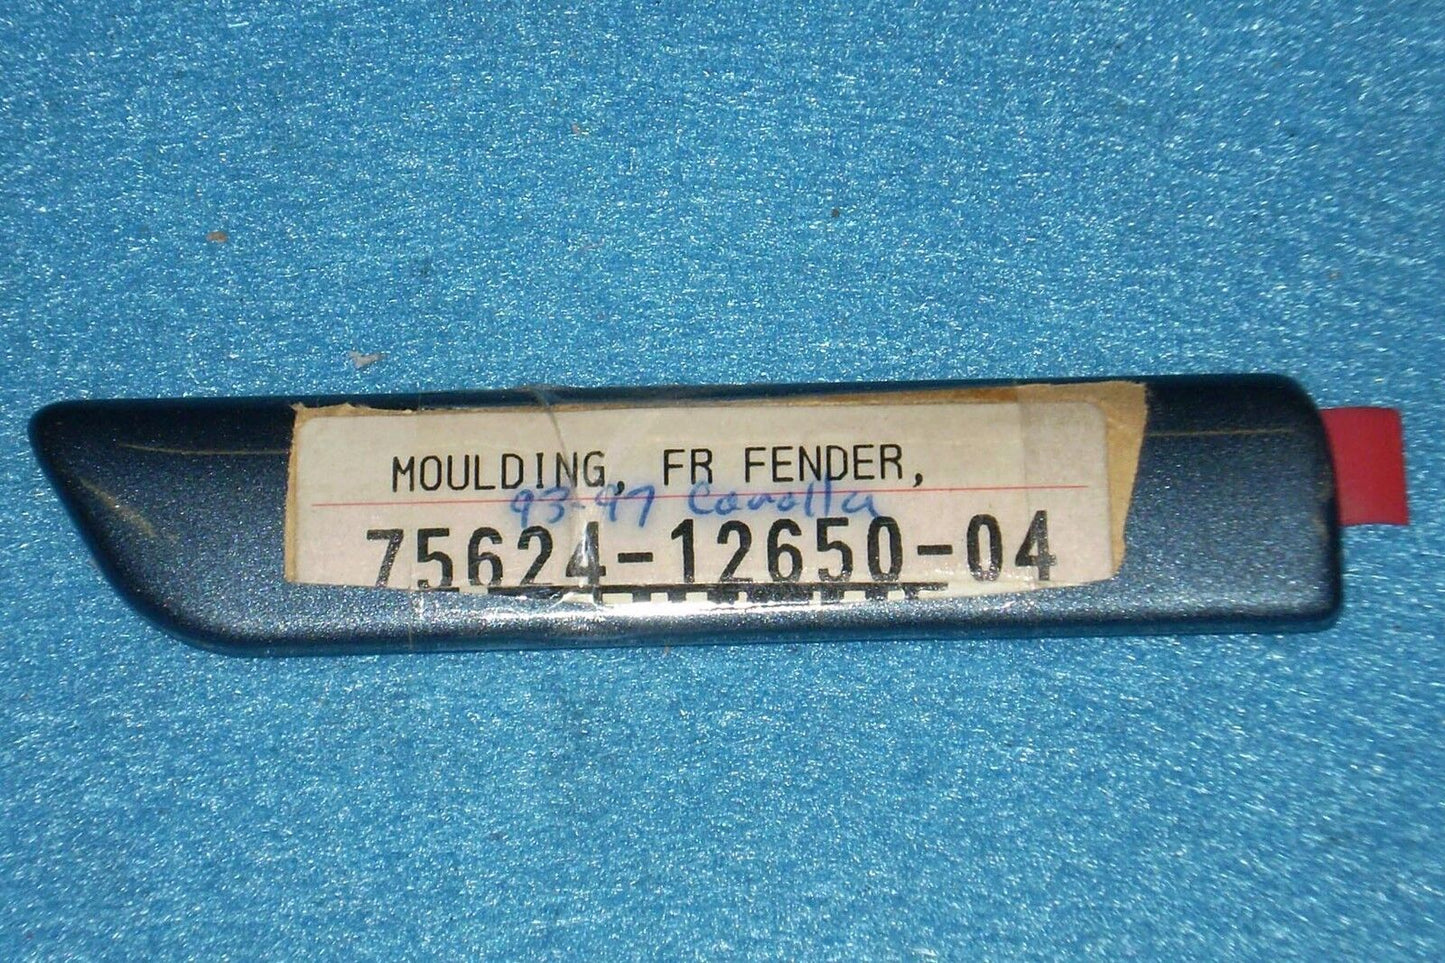 MOULDING, FR FENDER,
93-97 Corolla
75624-12650-04